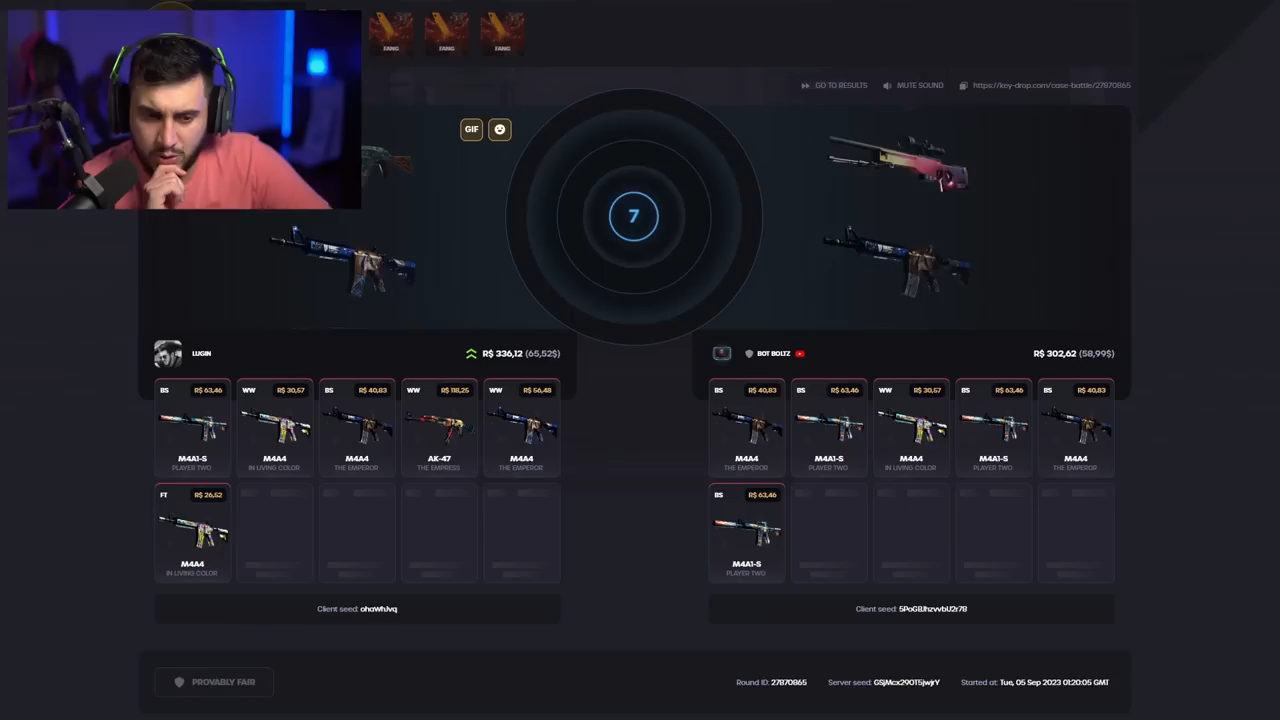 FANG FANG FANG
GO TO RESULTS MUTE SOUND https://key-drop.com/case-battle/27870865
GIF
7
LUGIN R$ 336,12 (65,52$)
BOT BOLTZ R$ 302,62 (58,99$)
BS R$ 63,46 WW R$ 30,57 BS R$ 40,83 WW R$ 118,25 WW R$ 56,48
M4A1-S M4A4 M4A4 AK-47 M4A4
PLAYER TWO IN LIVING COLOR THE EMPEROR THE EMPRESS THE EMPEROR
FT R$ 26,52
M4A4
IN LIVING COLOR
Client seed: ohaWhJvq
BS R$ 40,83 BS R$ 63,46 WW R$ 30,57 BS R$ 63,46 BS R$ 40,83
M4A4 M4A1-S M4A4 M4A1-S M4A4
THE EMPEROR PLAYER TWO IN LIVING COLOR PLAYER TWO THE EMPEROR
BS R$ 63,46
M4A1-S
PLAYER TWO
Client seed:
PROVABLY FAIR
Round ID: 27870865 Server seed: GSjMcx290T5jwjrY Started at: Tue, 05 Sep 2023 01:20:05 GMT